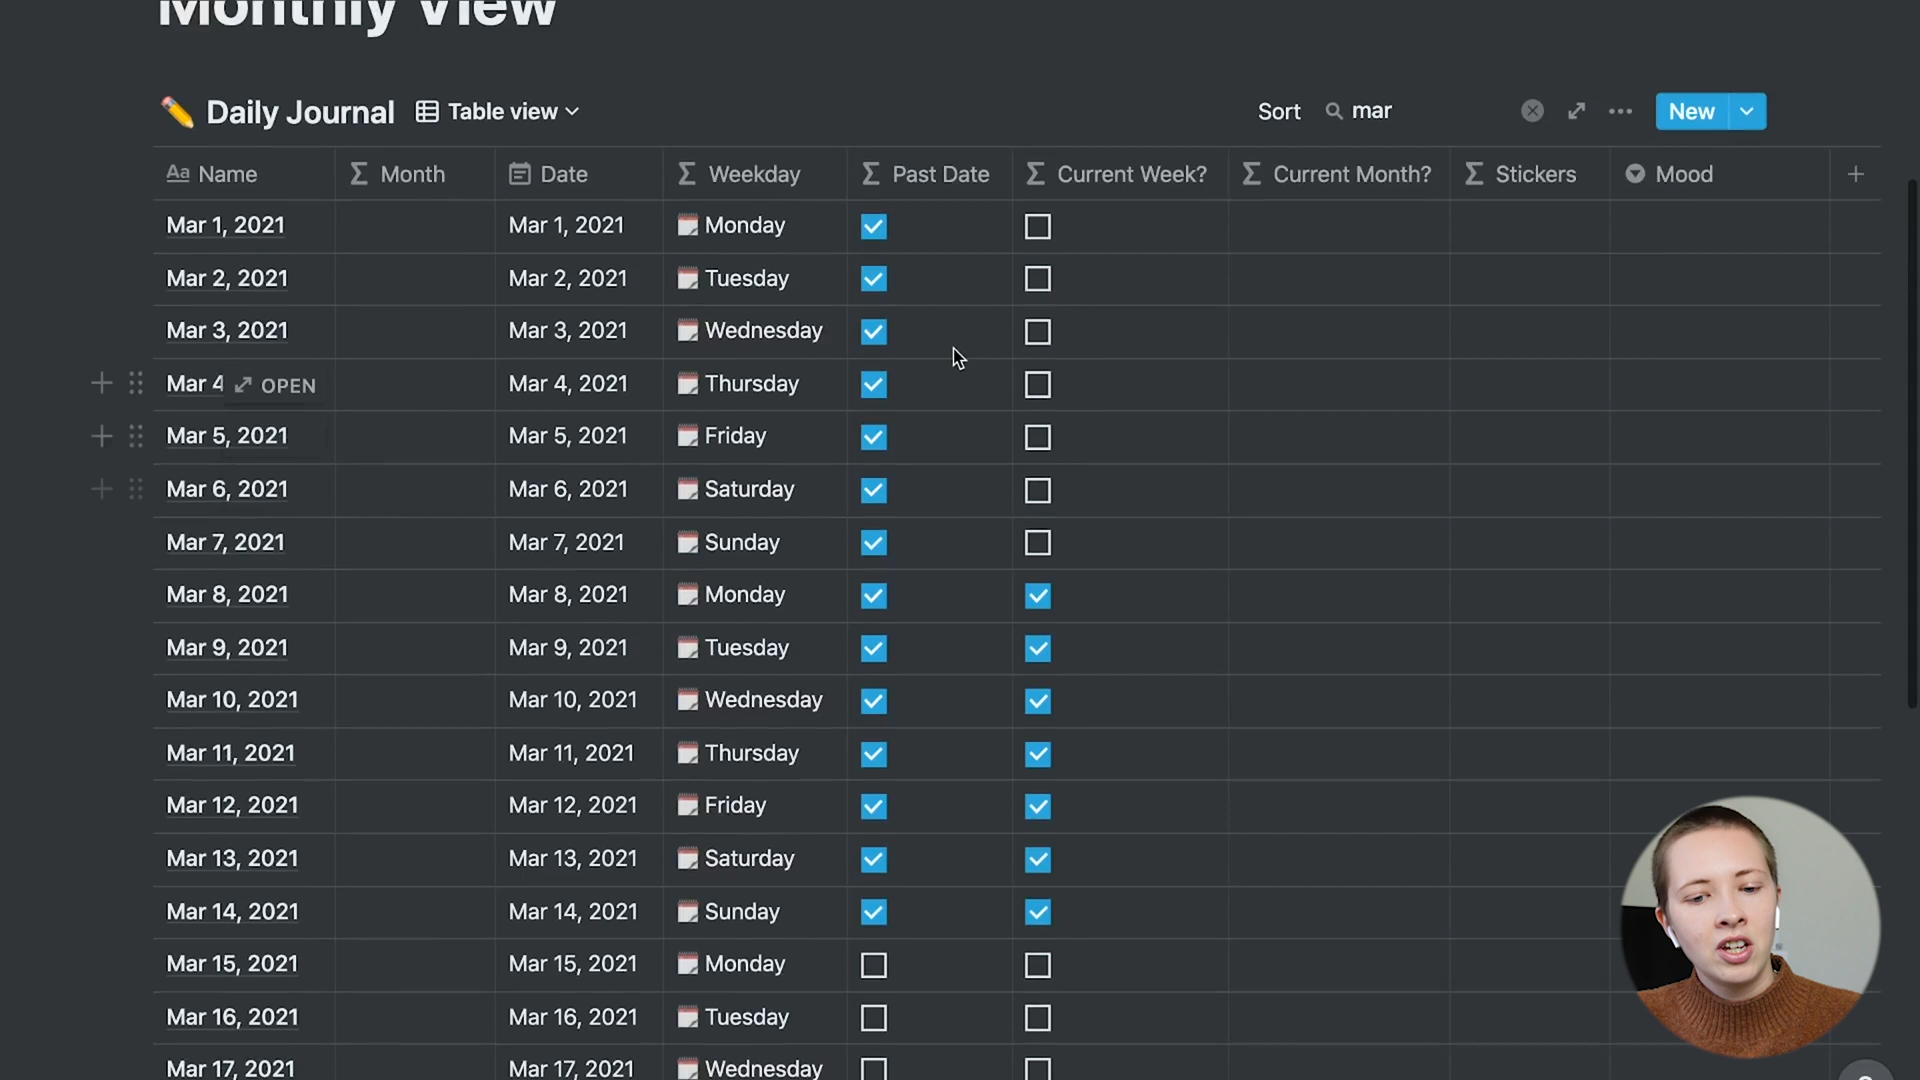 Monthly View
Daily Journal Table view Sort mar New
Aa Name Month Date Weekday Past Date Current Week? Current Month? Stickers Mood
Mar 1, 2021 Mar 1, 2021 Monday
Mar 2, 2021 Mar 2, 2021 Tuesday
Mar 3, 2021 Mar 3, 2021 Wednesday
Mar 4 OPEN Mar 4, 2021 Thursday
Mar 5, 2021 Mar 5, 2021 Friday
Mar 6, 2021 Mar 6, 2021 Saturday
Mar 7, 2021 Mar 7, 2021 Sunday
Mar 8, 2021 Mar 8, 2021 Monday
Mar 9, 2021 Mar 9, 2021 Tuesday
Mar 10, 2021 Mar 10, 2021 Wednesday
Mar 11, 2021 Mar 11, 2021 Thursday
Mar 12, 2021 Mar 12, 2021 Friday
Mar 13, 2021 Mar 13, 2021 Saturday
Mar 14, 2021 Mar 14, 2021 Sunday
Mar 15, 2021 Mar 15, 2021 Monday
Mar 16, 2021 Mar 16, 2021 Tuesday
Mar 17, 2021 Mar 17, 2021 Wednesday